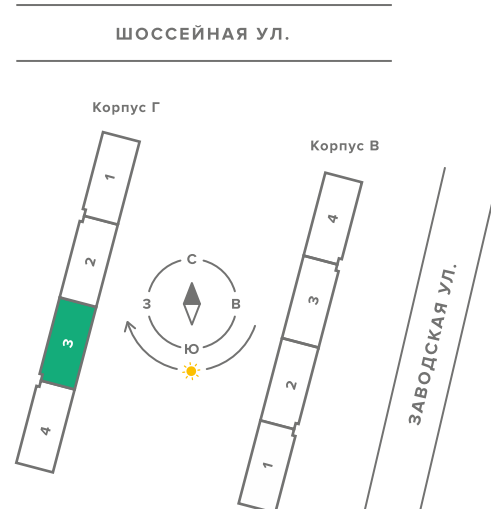 ШОССЕЙНАЯ УЛ.
Корпус Г
Корпус В
1
2
3
4
С
З
В
Ю
4
3
2
1
ЗАВОДСКАЯ УЛ.